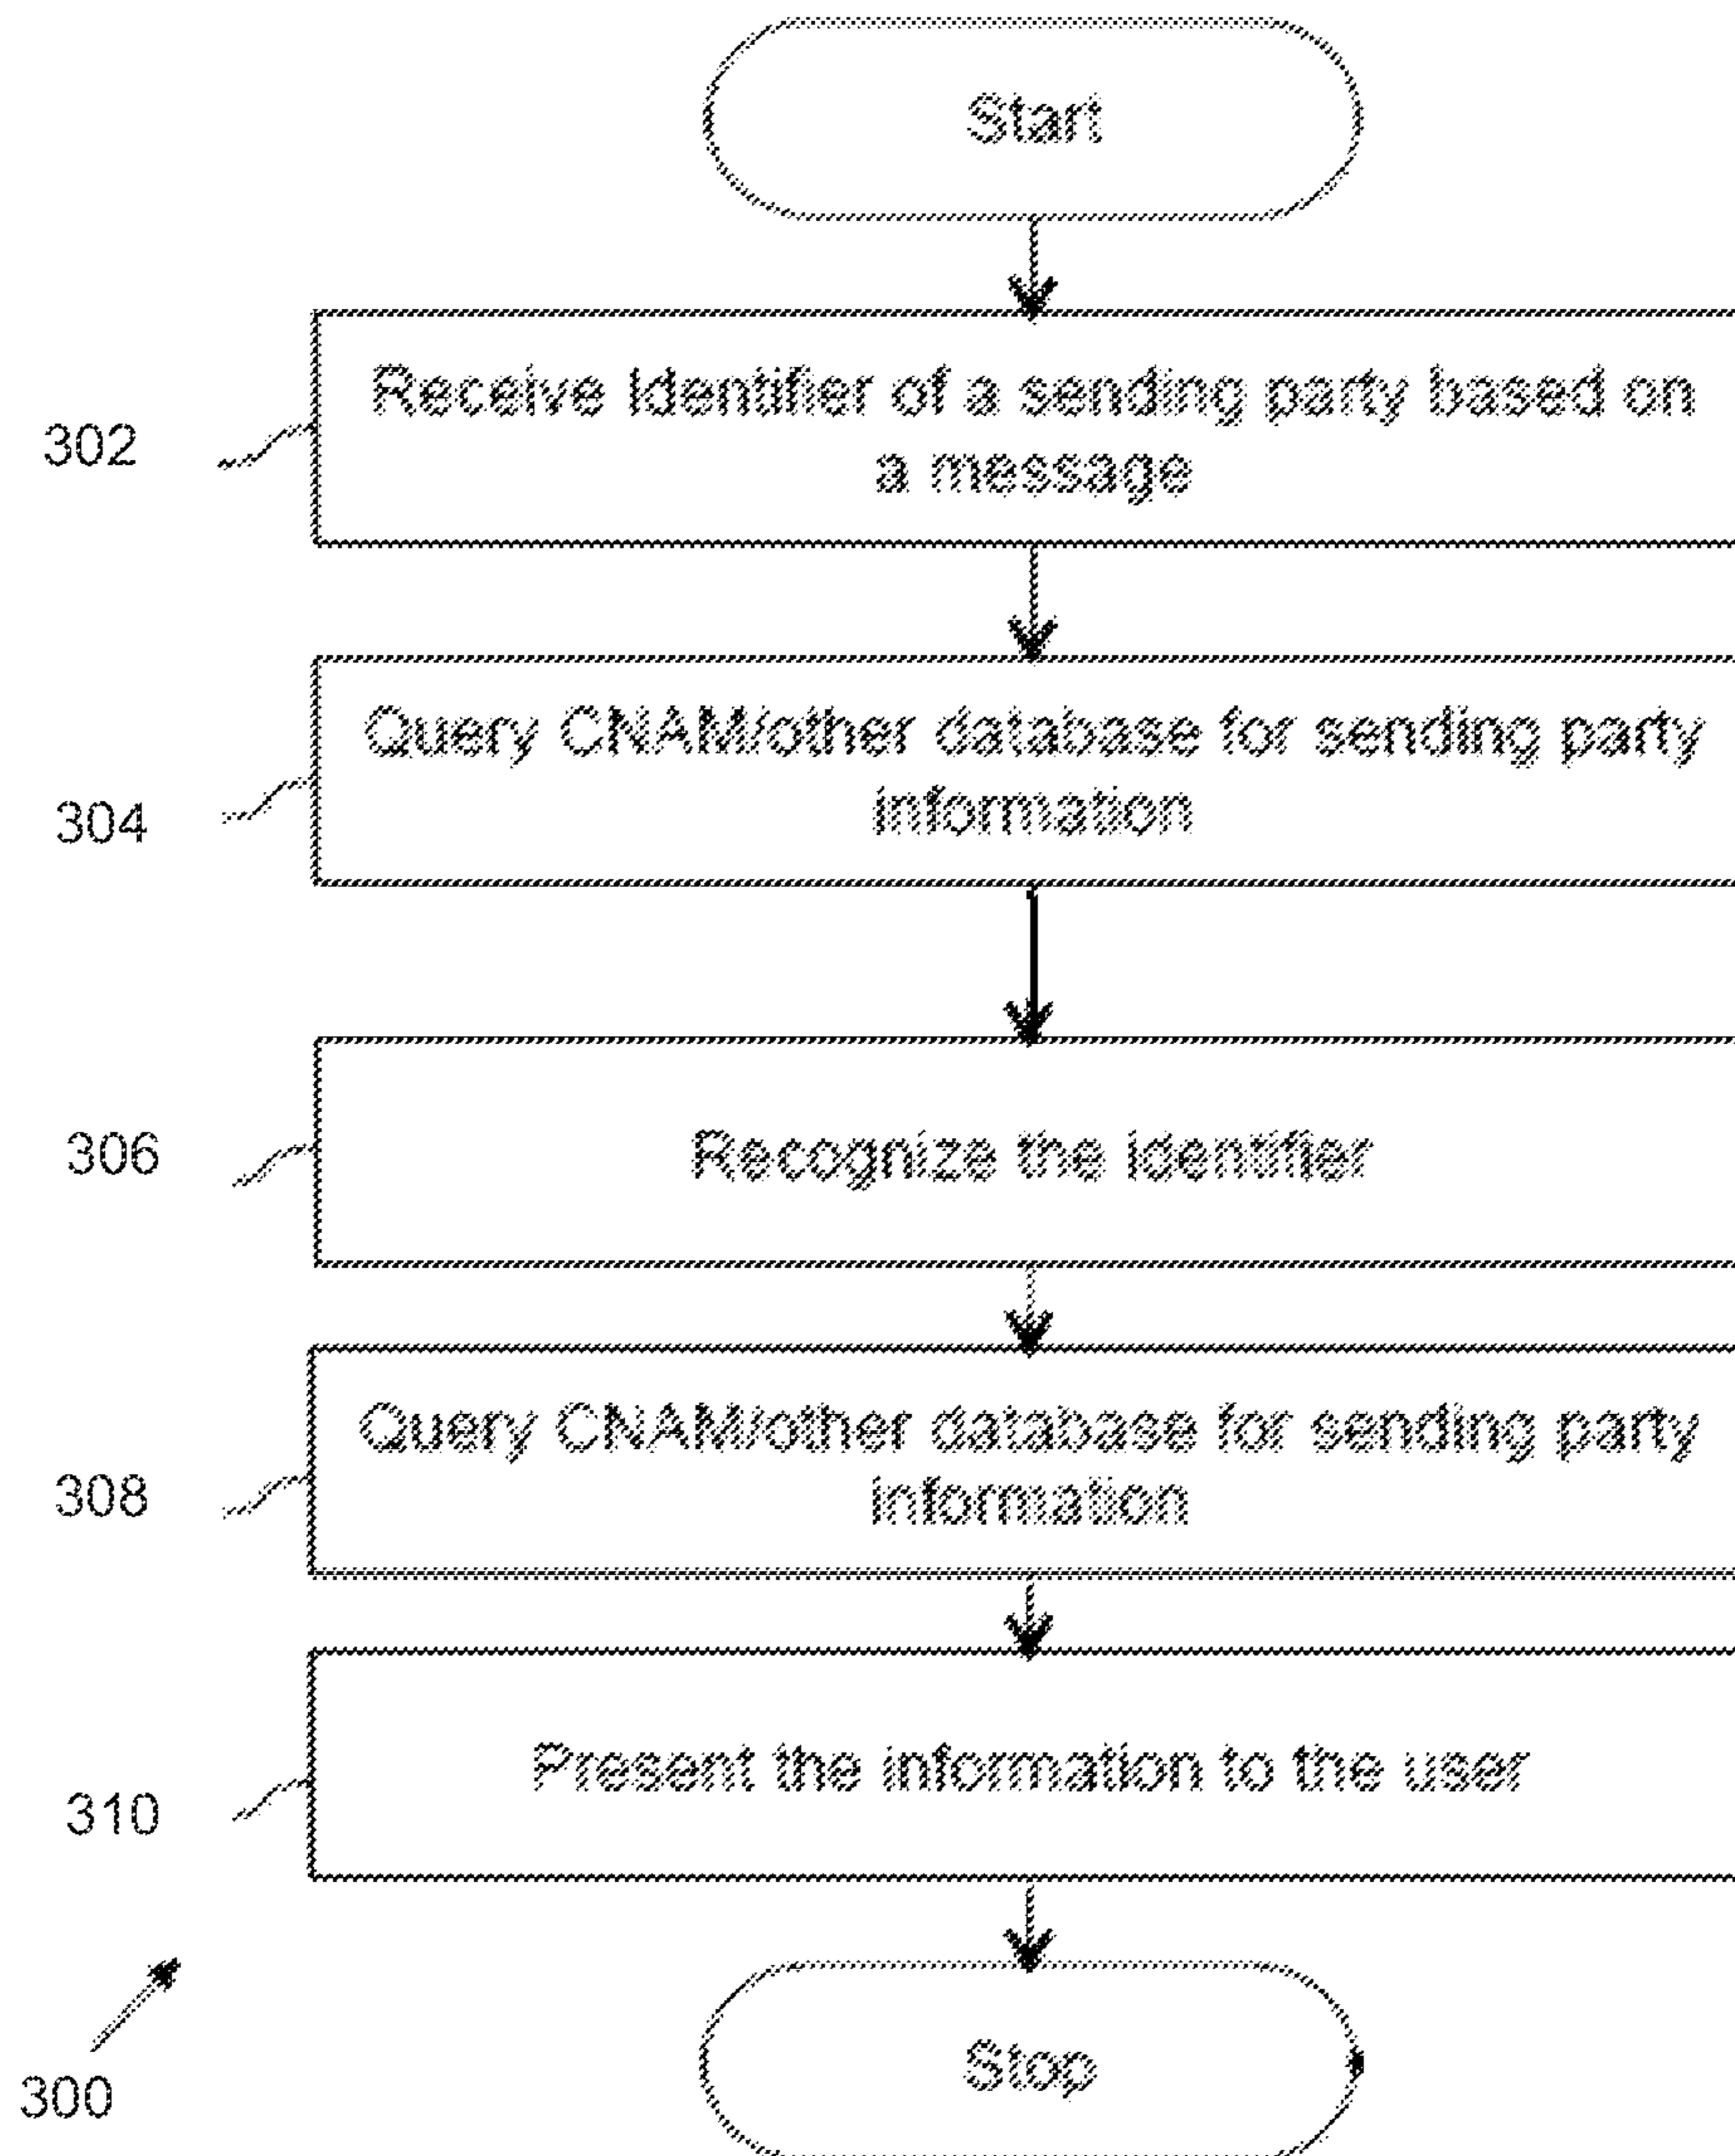 Start
302
Receive Identifier of a sending party based on
a message
304
Query CNAM/other database for sending party
information
306
Recognize the identifier
308
Query CNAM/other database for sending party
information
310
Present the information to the user
300
Stop